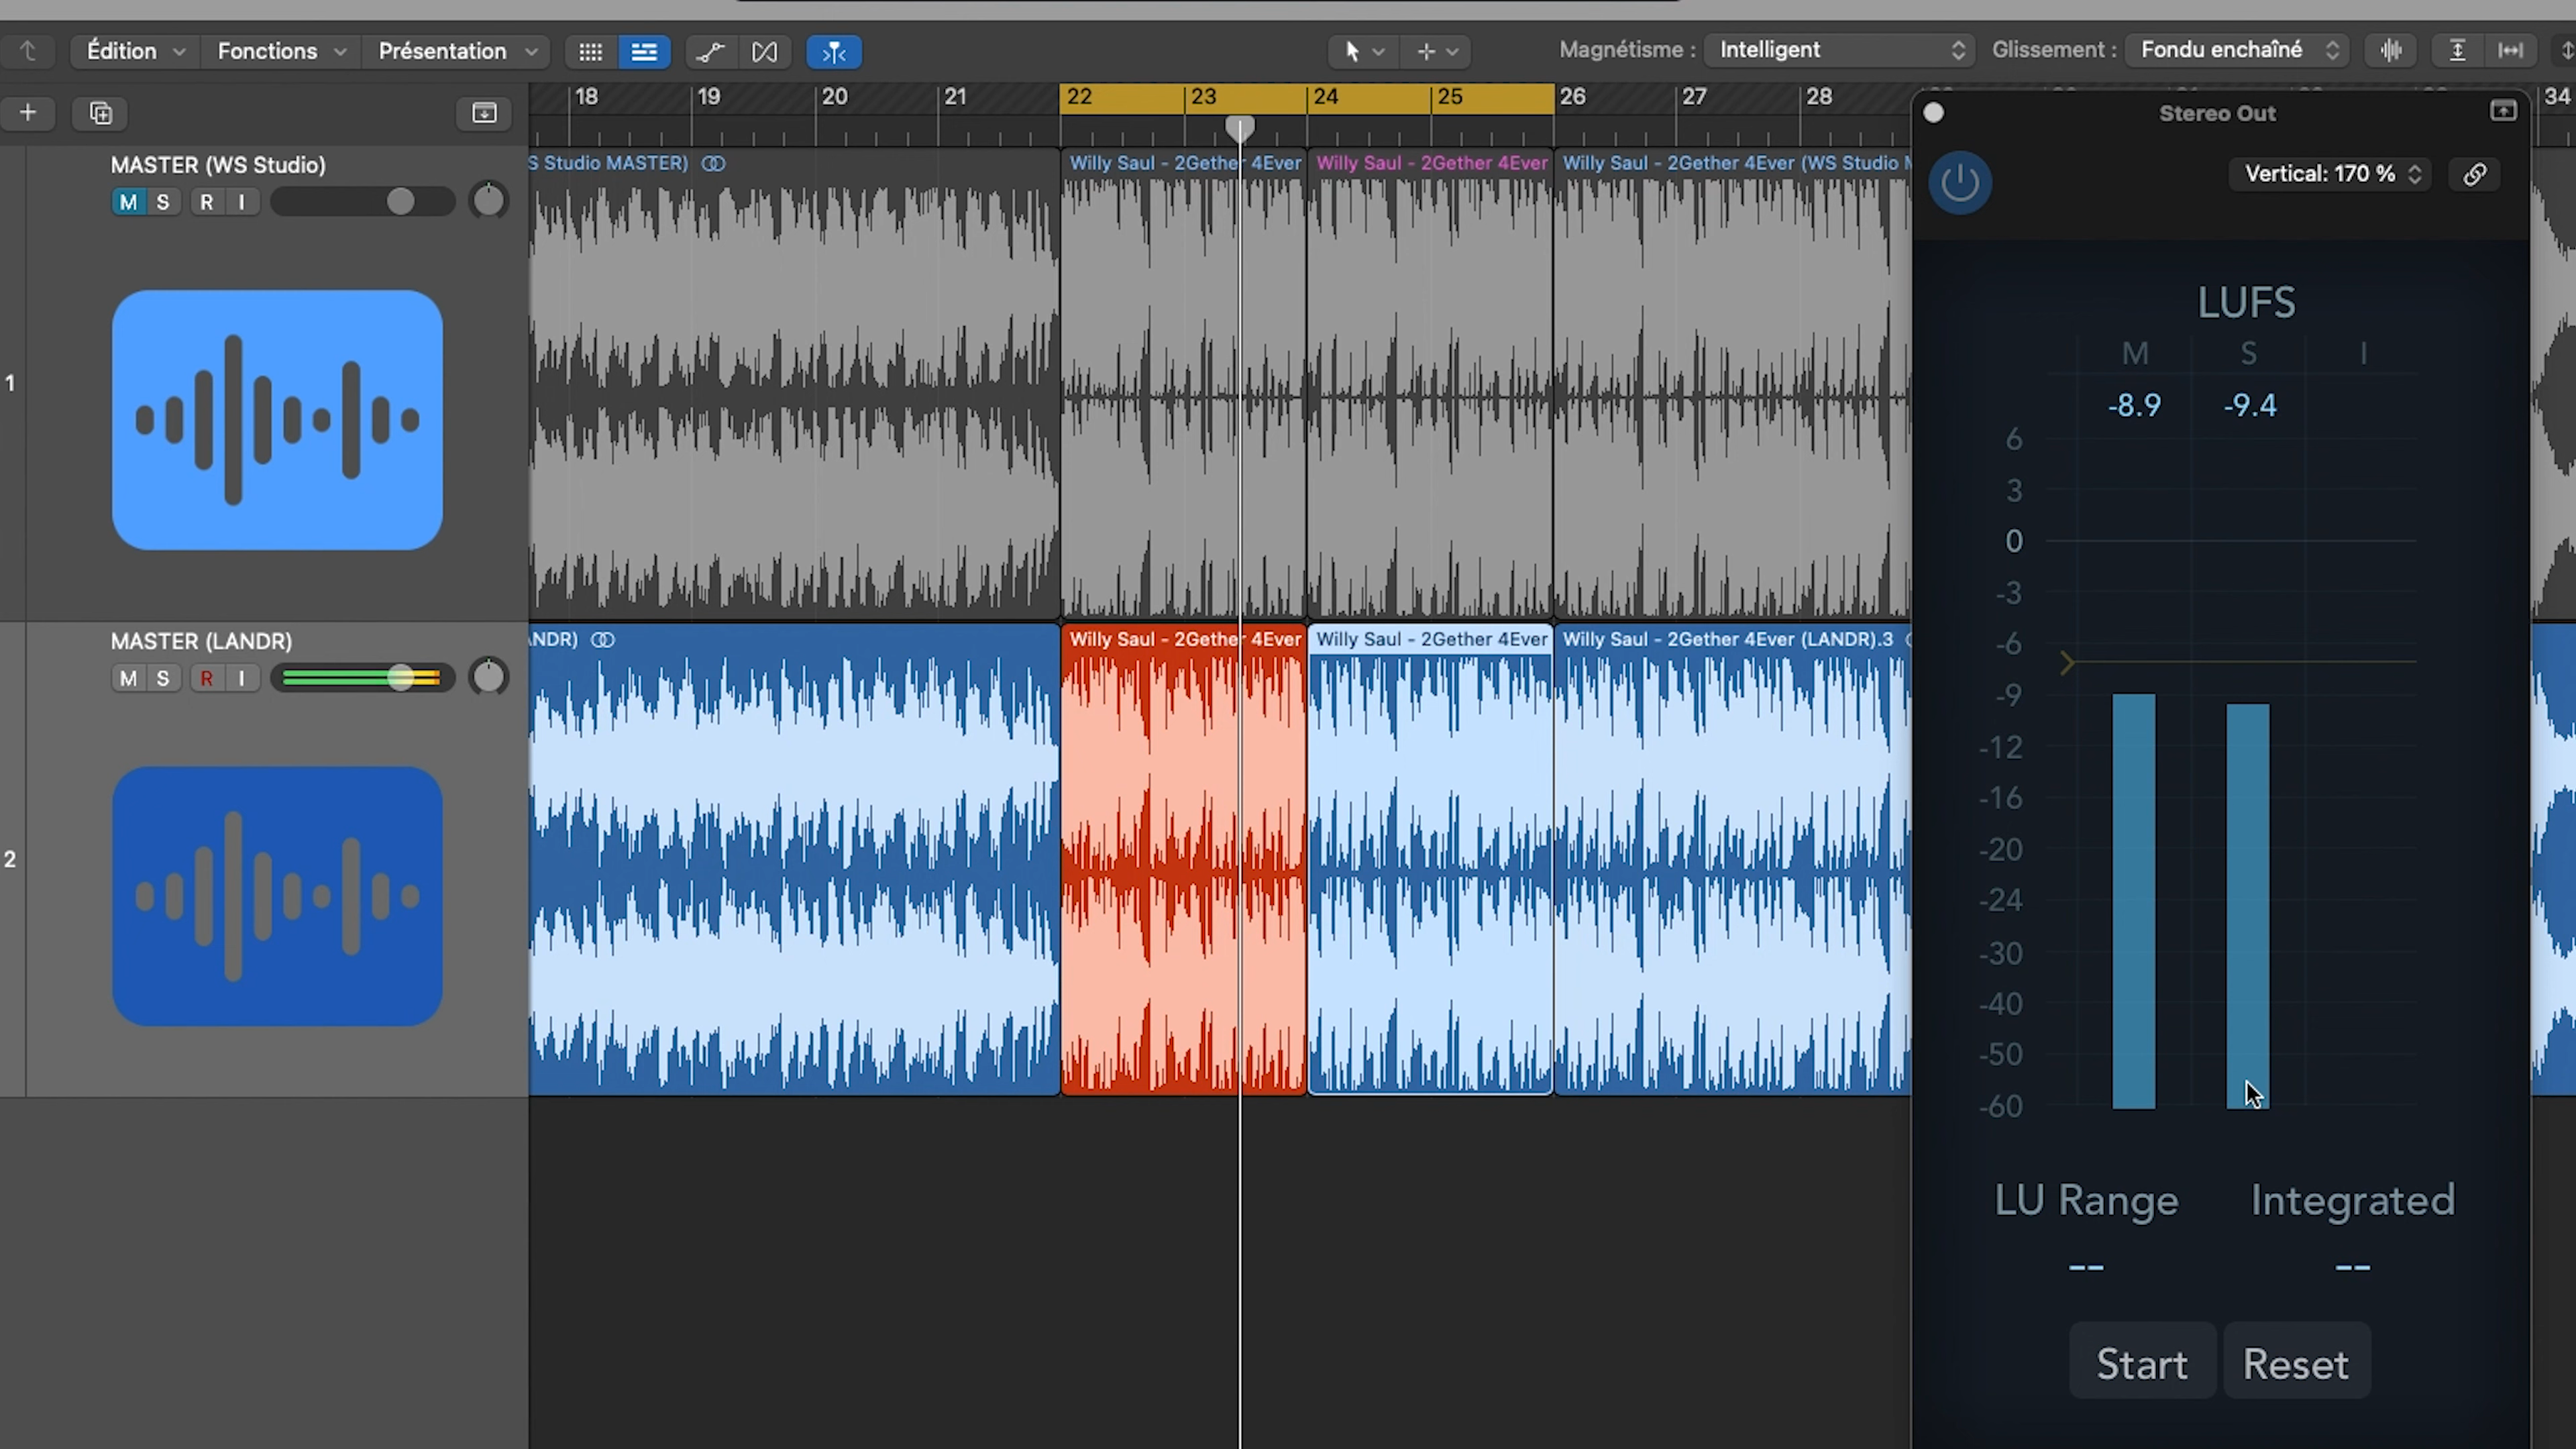 Édition Fonctions Présentation Magnétisme : Intelligent Glissement : Fondu enchaîné
18 19 20 21 22 23 24 25 26 27 28 34
Stereo Out
Vertical: 170 %
MASTER (WS Studio)
M S R I
1
S Studio MASTER)
Willy Saul - 2Gether 4Ever
Willy Saul - 2Gether 4Ever
Willy Saul - 2Gether 4Ever (WS Studio
MASTER (LANDR)
M S R I
2
NDR)
Willy Saul - 2Gether 4Ever
Willy Saul - 2Gether 4Ever
Willy Saul - 2Gether 4Ever (LANDR).3
LUFS
M S I
-8.9 -9.4
6
3
0
-3
-6
-9
-12
-16
-20
-24
-30
-40
-50
-60
LU Range Integrated
-- --
Start Reset